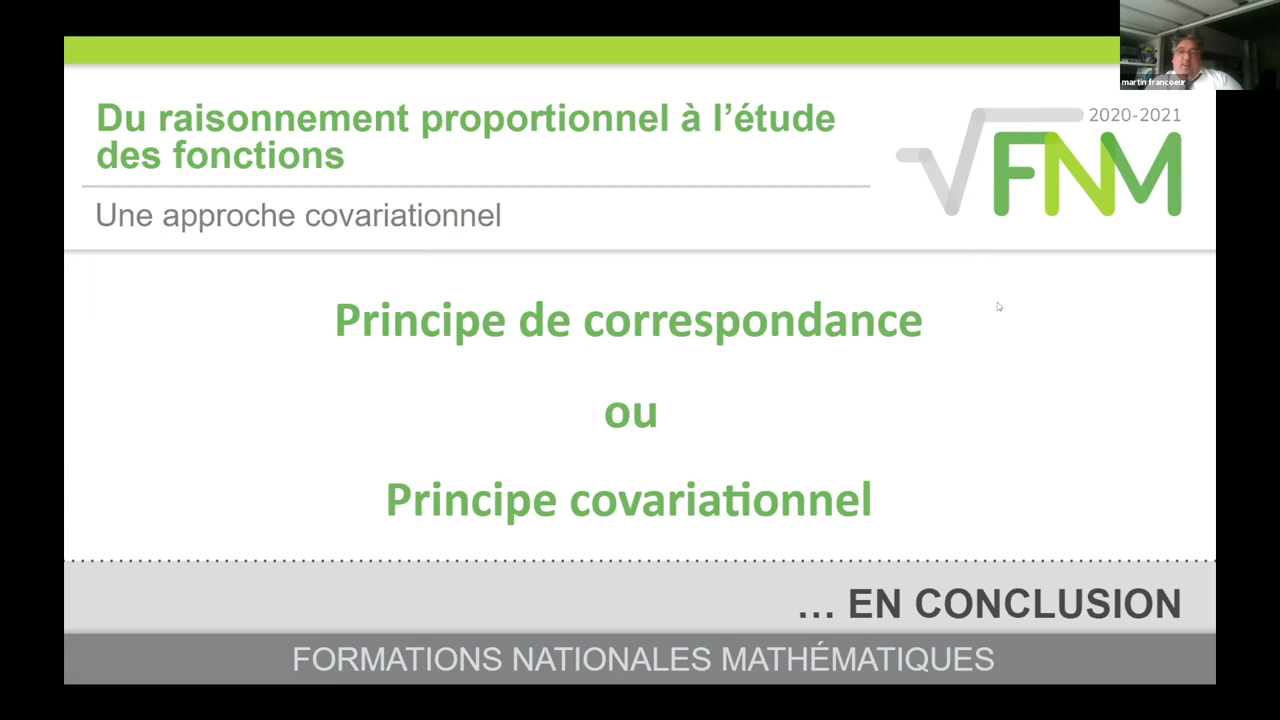 martin francoeur
Du raisonnement proportionnel à l’étude
des fonctions
Une approche covariationnel
2020-2021
FNM
Principe de correspondance
ou
Principe covariationnel
... EN CONCLUSION
FORMATIONS NATIONALES MATHÉMATIQUES